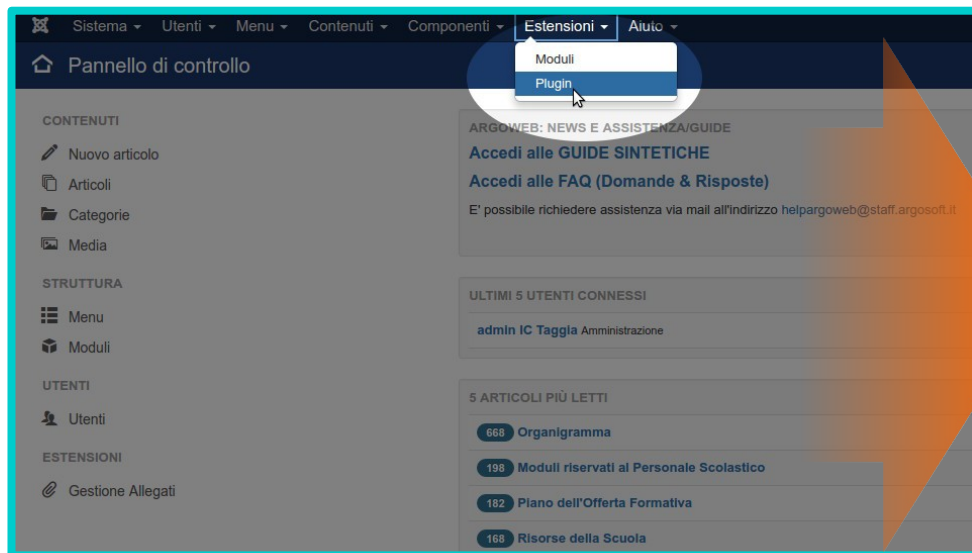 Sistema Utenti Menu Contenuti Componenti Estensioni Aiuto
Moduli
Plugin
Pannello di controllo
CONTENUTI
Nuovo articolo
Articoli
Categorie
Media
STRUTTURA
Menu
Moduli
UTENTI
Utenti
ESTENSIONI
Gestione Allegati
ARGOWEB: NEWS E ASSISTENZA/GUIDE
Accedi alle GUIDE SINTETICHE
Accedi alle FAQ (Domande & Risposte)
E' possibile richiedere assistenza via mail all'indirizzo helpargoweb@staff.argosoft.it
ULTIMI 5 UTENTI CONNESSI
admin IC Taggia Amministrazione
5 ARTICOLI PIÙ LETTI
668 Organigramma
198 Moduli riservati al Personale Scolastico
182 Piano dell'Offerta Formativa
168 Risorse della Scuola